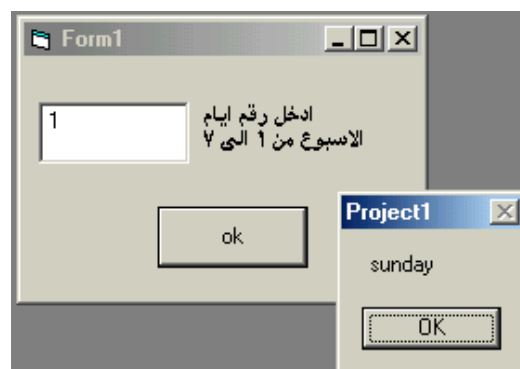 Form1
1
ادخل رقم ايام
الاسبوع من ١ الى ٧
ok
Project1
sunday
OK